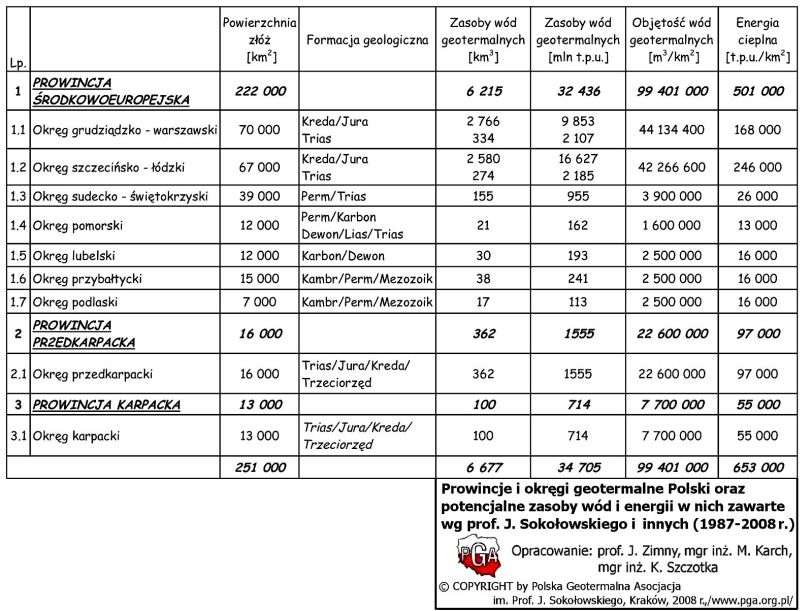 Lp. Powierzchnia złóż [km²] Formacja geologiczna Zasoby wód geotermalnych [km³] Zasoby wód geotermalnych [mln t.p.u.] Objętość wód geotermalnych [m³/km²] Energia cieplna [t.p.u./km²]
1 PROWINCJA ŚRODKOWOEUROPEJSKA 222 000 6 215 32 436 99 401 000 501 000
1.1 Okręg grudziądzko - warszawski 70 000 Kreda/Jura 2 766 9 853 44 134 400 168 000
Trias 334 2 107
1.2 Okręg szczecińsko - łódzki 67 000 Kreda/Jura 2 580 16 627 42 266 600 246 000
Trias 274 2 185
1.3 Okręg sudecko - świętokrzyski 39 000 Perm/Trias 155 955 3 900 000 26 000
1.4 Okręg pomorski 12 000 Perm/Karbon 21 162 1 600 000 13 000
Dewon/Lias/Trias
1.5 Okręg lubelski 12 000 Karbon/Dewon 30 193 2 500 000 16 000
1.6 Okręg przybałtycki 15 000 Kambr/Perm/Mezozoik 38 241 2 500 000 16 000
1.7 Okręg podlaski 7 000 Kambr/Perm/Mezozoik 17 113 2 500 000 16 000
2 PROWINCJA PRZEDKARPACKA 16 000 362 1555 22 600 000 97 000
2.1 Okręg przedkarpacki 16 000 Trias/Jura/Kreda/ 362 1555 22 600 000 97 000
Trzeciorzęd
3 PROWINCJA KARPACKA 13 000 100 714 7 700 000 55 000
3.1 Okręg karpacki 13 000 Trias/Jura/Kreda/ 100 714 7 700 000 55 000
Trzeciorzęd
251 000 6 677 34 705 99 401 000 653 000
Prowincje i okręgi geotermalne Polski oraz
potencjalne zasoby wód i energii w nich zawarte
wg prof. J. Sokołowskiego i innych (1987-2008 r.)
PGA
Opracowanie: prof. J. Zimny, mgr inż. M. Karch,
mgr inż. K. Szczotka
© COPYRIGHT by Polska Geotermalna Asocjacja
im. Prof. J. Sokołowskiego, Kraków, 2008 r.,/www.pga.org.pl/